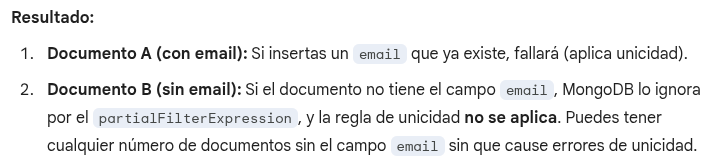 Resultado:
1. Documento A (con email): Si insertas un email que ya existe, fallará (aplica unicidad).
2. Documento B (sin email): Si el documento no tiene el campo email, MongoDB lo ignora
por el partialFilterExpression, y la regla de unicidad no se aplica. Puedes tener
cualquier número de documentos sin el campo email sin que cause errores de unicidad.